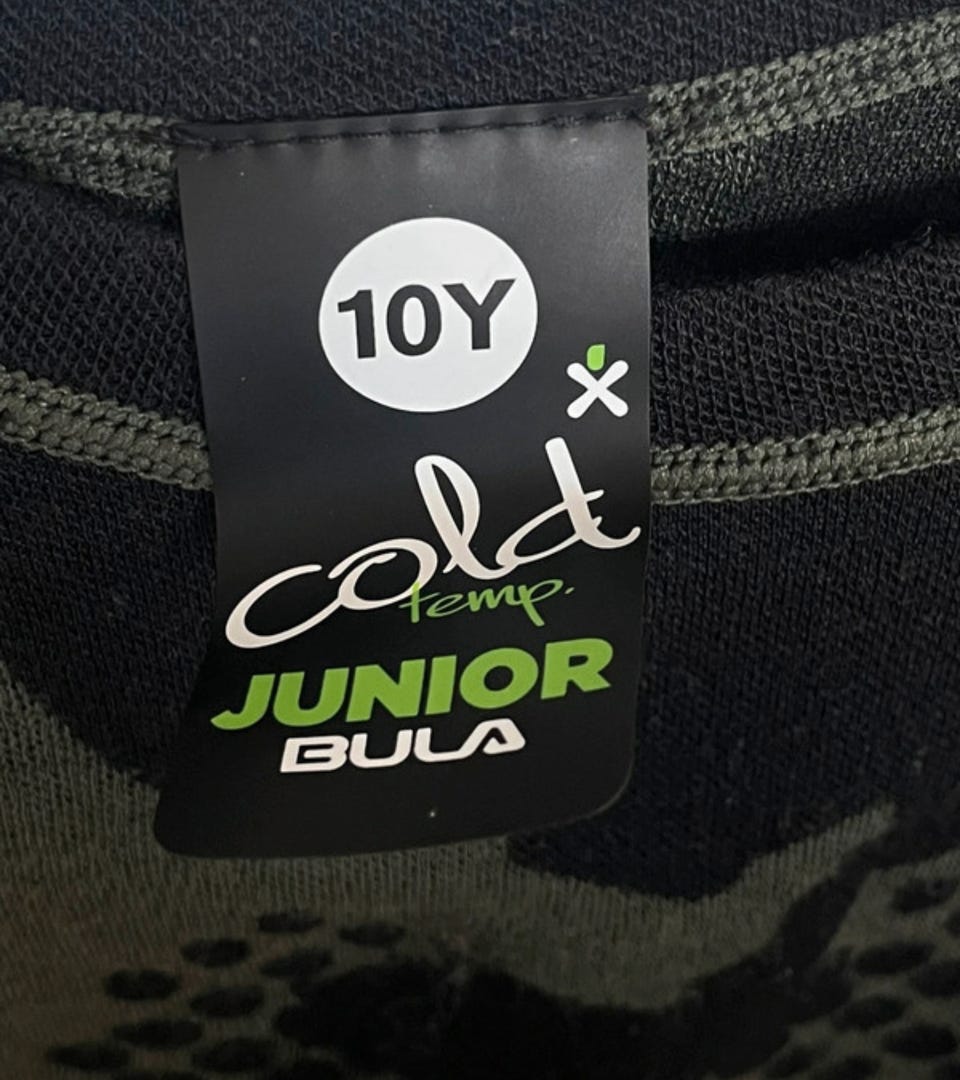 10Y
cold
temp.
JUNIOR
BULA